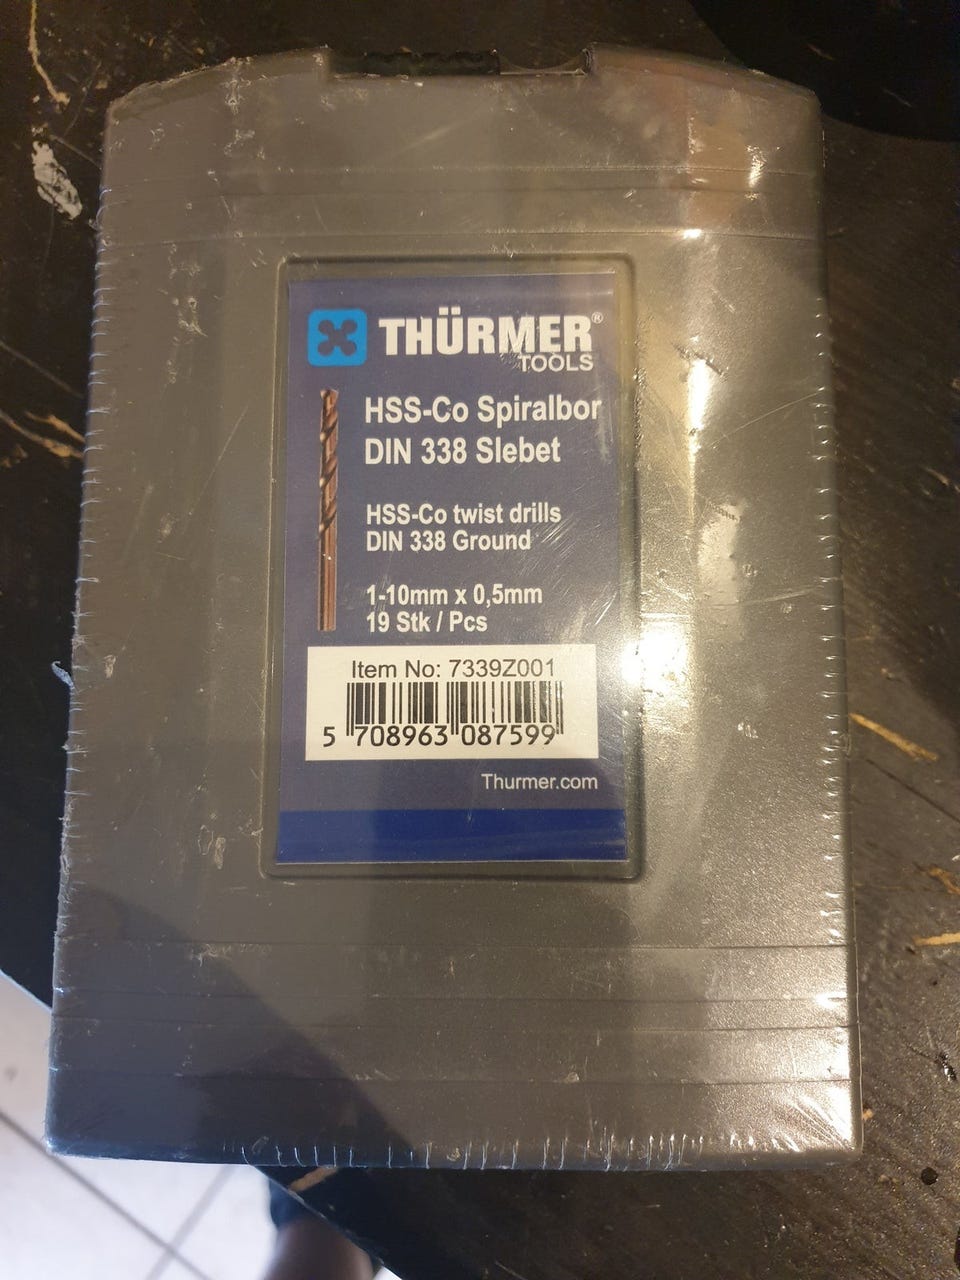 THÜRMER®
TOOLS
HSS-Co Spiralbor
DIN 338 Slebet
HSS-Co twist drills
DIN 338 Ground
1-10mm x 0,5mm
19 Stk / Pcs
Item No: 7339Z001
5 708963 087599
Thurmer.com